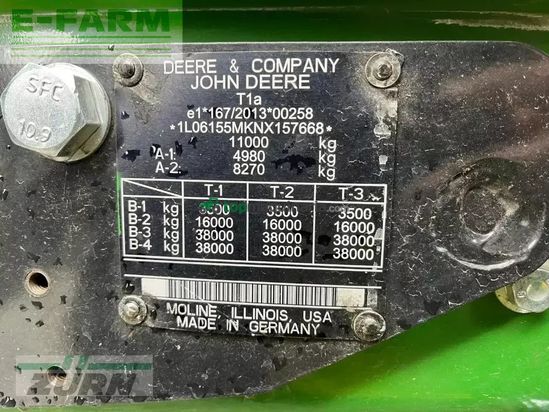 E-FARM
SFC
10.9
DEERE & COMPANY
JOHN DEERE
T1a
e1*167/2013*00258
*1L06155MKNX157668*
11000 kg
A-1: 4980 kg
A-2: 8270 kg
T-1 T-2 T-3
B-1 kg 3500 3500 3500
B-2 kg 16000 16000 16000
B-3 kg 38000 38000 38000
B-4 kg 38000 38000 38000
MOLINE, ILLINOIS, USA
MADE IN GERMANY
ZÜRN